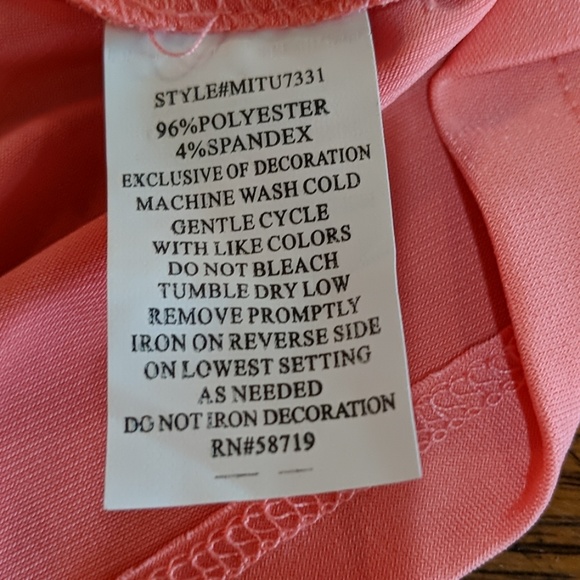 STYLE#MITU7331
96%POLYESTER
4%SPANDEX
EXCLUSIVE OF DECORATION
MACHINE WASH COLD
GENTLE CYCLE
WITH LIKE COLORS
DO NOT BLEACH
TUMBLE DRY LOW
REMOVE PROMPTLY
IRON ON REVERSE SIDE
ON LOWEST SETTING
AS NEEDED
DO NOT IRON DECORATION
RN#58719